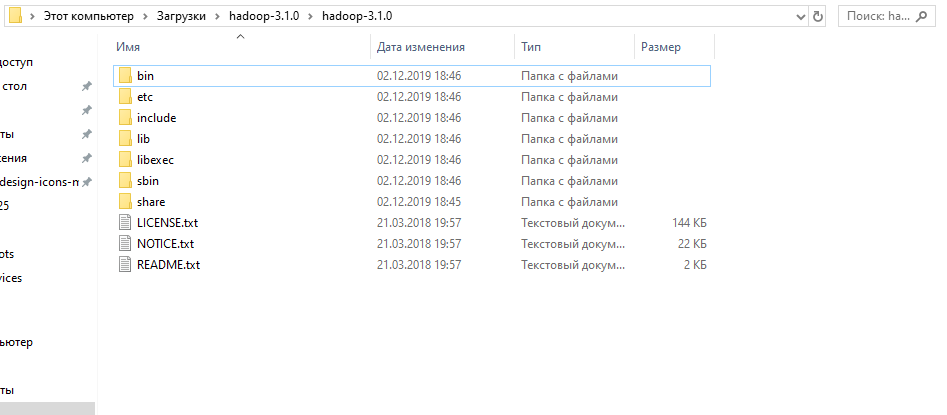 Этот компьютер > Загрузки > hadoop-3.1.0 > hadoop-3.1.0
Поиск: ha...
Имя Дата изменения Тип Размер
bin 02.12.2019 18:46 Папка с файлами
etc 02.12.2019 18:46 Папка с файлами
include 02.12.2019 18:46 Папка с файлами
lib 02.12.2019 18:46 Папка с файлами
libexec 02.12.2019 18:46 Папка с файлами
sbin 02.12.2019 18:46 Папка с файлами
share 02.12.2019 18:45 Папка с файлами
LICENSE.txt 21.03.2018 19:57 Текстовый докум... 144 КБ
NOTICE.txt 21.03.2018 19:57 Текстовый докум... 22 КБ
README.txt 21.03.2018 19:57 Текстовый докум... 2 КБ
доступ
стол
ты
жения
design-icons-m
25
ots
vices
пьютер
ты